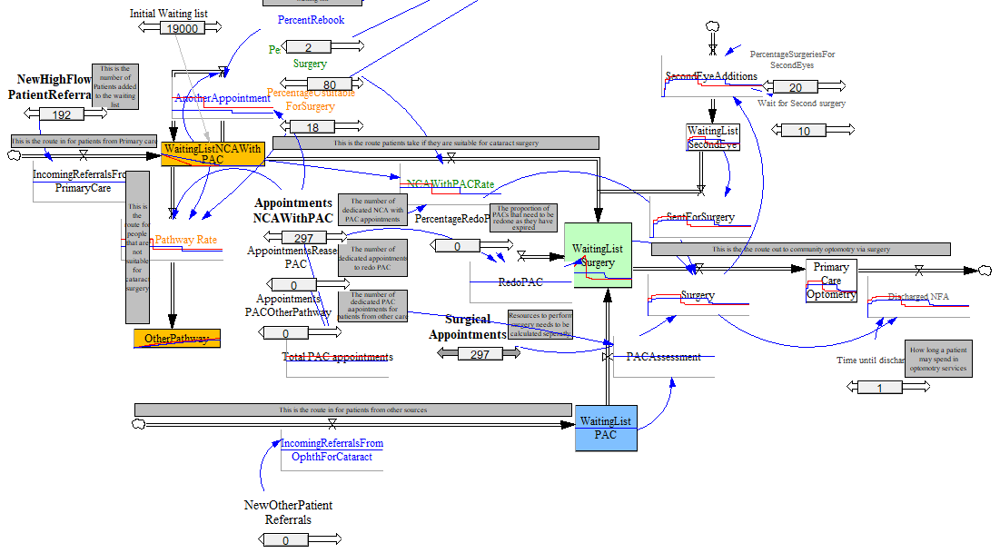 Initial Waiting list
19000
PercentRebook
2
Surgery
80
ForSurgery
18
NewHighFlow
PatientReferra
192
This is the
number of
Patients added
to the waiting
list
AnotherAppointment
This is the route in for patients from Primary care
WaitingListNCAWith
PAC
This is the route patients take if they are suitable for cataract surgery
IncomingReferralsFro
PrimaryCare
This is
the
route for
people
that are
not
suitable
for
cataract
surgery
Pathway Rate
OtherPathway
NCAWithPACRate
Appointments
NCAWithPAC
297
The number of
dedicated NCA with
PAC appointments
PercentageRedoP
The proportion of
PACs that need to be
redone as they have
expired
0
AppointmentsRease
PAC
0
The number of
dedicated appointments
to redo PAC
RedoPAC
Appointments
PACOtherPathway
0
The number of
dedicated PAC
appointments for
patients from other care
Total PAC appointments
Surgical
Appointments
297
Resources to perform
surgery needs to be
calculated seperatly
SecondEyeAdditions
PercentageSurgeriesFor
SecondEyes
20
Wait for Second surgery
10
WaitingList
SecondEye
SentForSurgery
WaitingList
Surgery
This is the route out to community optometry via surgery
Primary
Care
Optometry
Surgery
Discharged NFA
Time until dischar
1
How long a patient
may spend in
optometry services
PACAssessment
This is the route in for patients from other sources
WaitingList
PAC
IncomingReferralsFrom
OphthForCataract
NewOtherPatient
Referrals
0